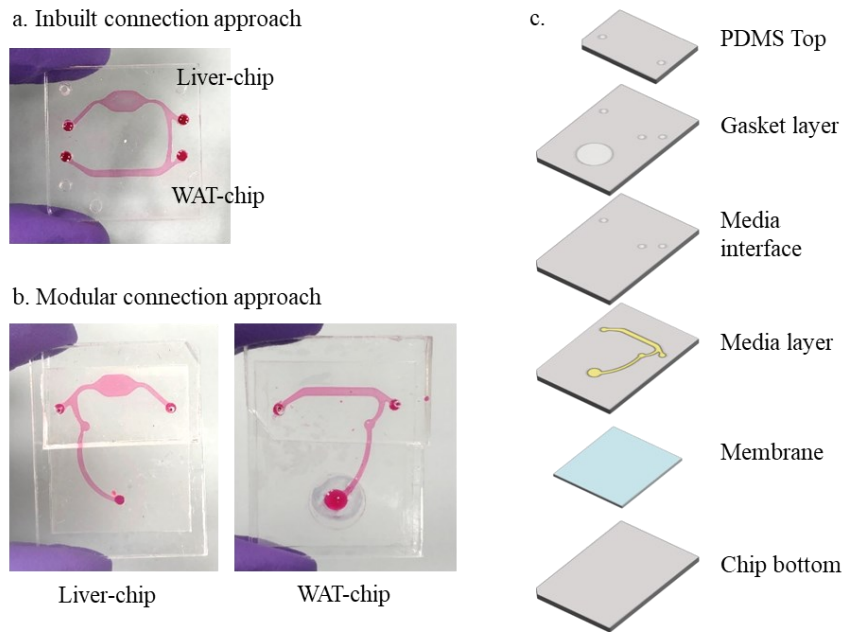 a. Inbuilt connection approach
Liver-chip
WAT-chip
b. Modular connection approach
Liver-chip
WAT-chip
c.
PDMS Top
Gasket layer
Media
interface
Media layer
Membrane
Chip bottom